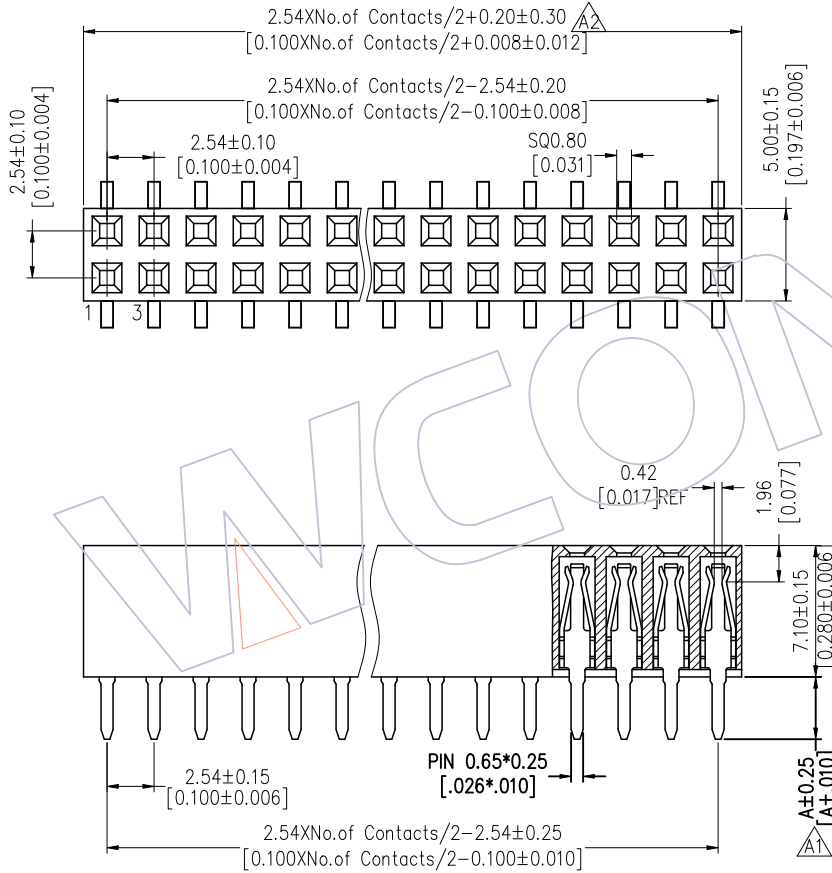 2.54XNo.of Contacts/2+0.20±0.30 A2
[0.100XNo.of Contacts/2+0.008±0.012]
2.54XNo.of Contacts/2-2.54±0.20
[0.100XNo.of Contacts/2-0.100±0.008]
2.54±0.10
[0.100±0.004]
2.54±0.10
[0.100±0.004]
SQ0.80
[0.031]
5.00±0.15
[0.197±0.006]
1 3
WCON
0.42
[0.017]REF
1.96
[0.077]
7.10±0.15
0.280±0.006
PIN 0.65*0.25
[.026*.010]
2.54±0.15
[0.100±0.006]
A±0.25
[A±.010]
A1
2.54XNo.of Contacts/2-2.54±0.25
[0.100XNo.of Contacts/2-0.100±0.010]